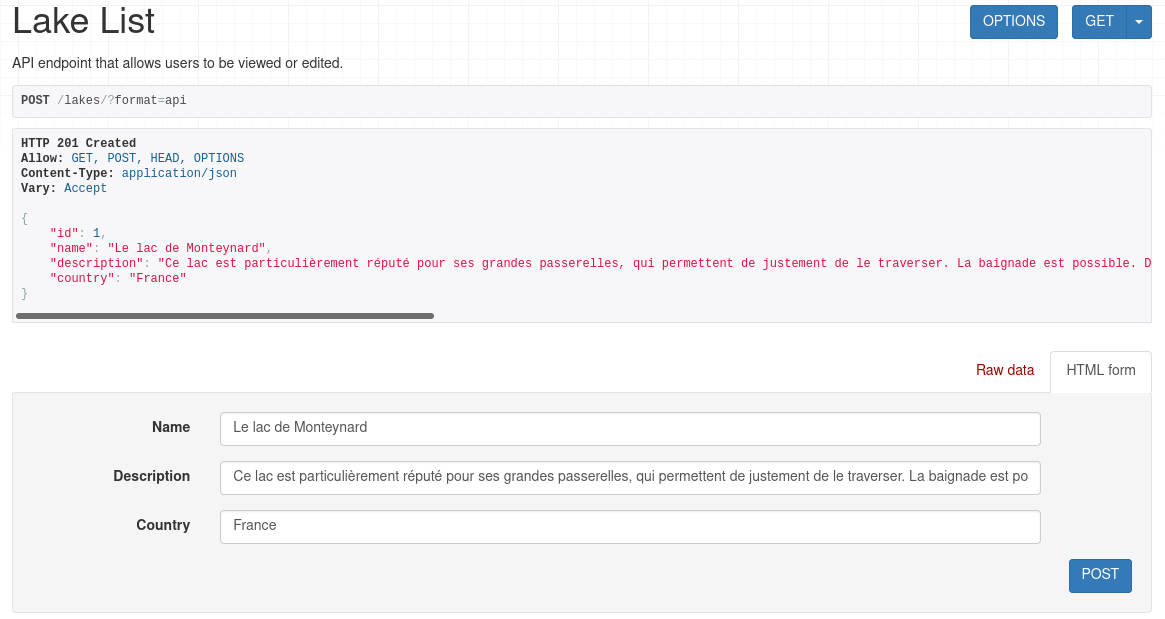 Lake List
OPTIONS
GET
API endpoint that allows users to be viewed or edited.
POST /lakes/?format=api
HTTP 201 Created
Allow: GET, POST, HEAD, OPTIONS
Content-Type: application/json
Vary: Accept
{
    "id": 1,
    "name": "Le lac de Monteynard",
    "description": "Ce lac est particulièrement réputé pour ses grandes passerelles, qui permettent de justement de le traverser. La baignade est possible. D
    "country": "France"
}
Raw data
HTML form
Name
Le lac de Monteynard
Description
Ce lac est particulièrement réputé pour ses grandes passerelles, qui permettent de justement de le traverser. La baignade est po
Country
France
POST